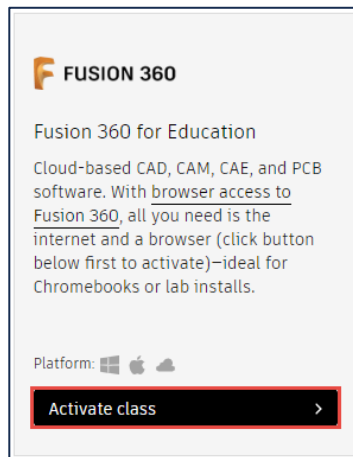 FUSION 360
Fusion 360 for Education
Cloud-based CAD, CAM, CAE, and PCB
software. With browser access to
Fusion 360, all you need is the
internet and a browser (click button
below first to activate)—ideal for
Chromebooks or lab installs.
Platform:
Activate class